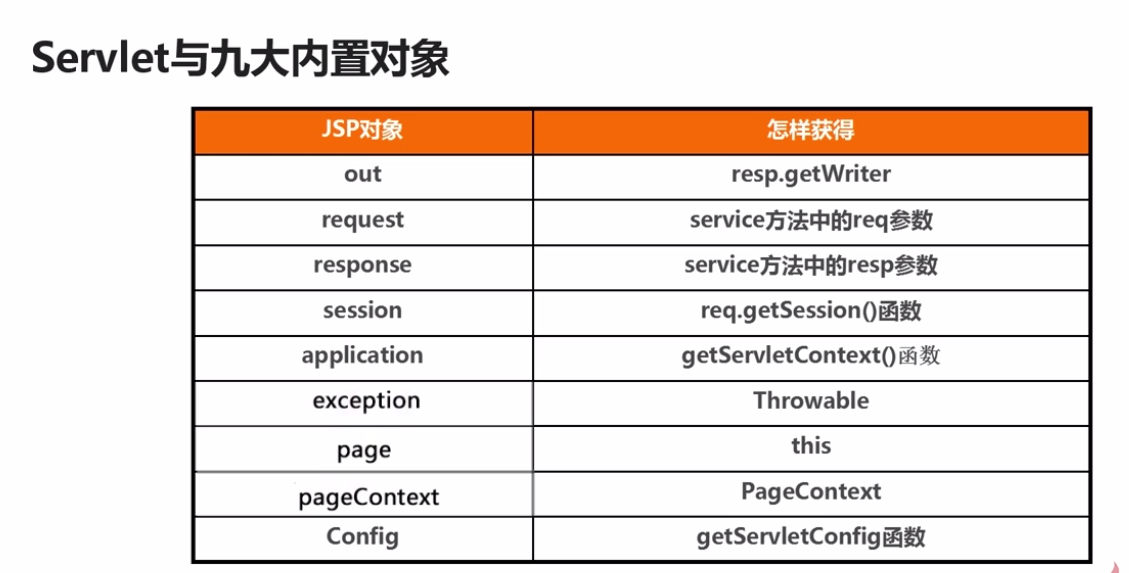 Servlet与九大内置对象
JSP对象 怎样获得
out resp.getWriter
request service方法中的req参数
response service方法中的resp参数
session req.getSession()函数
application getServletContext()函数
exception Throwable
page this
pageContext PageContext
Config getServletConfig函数